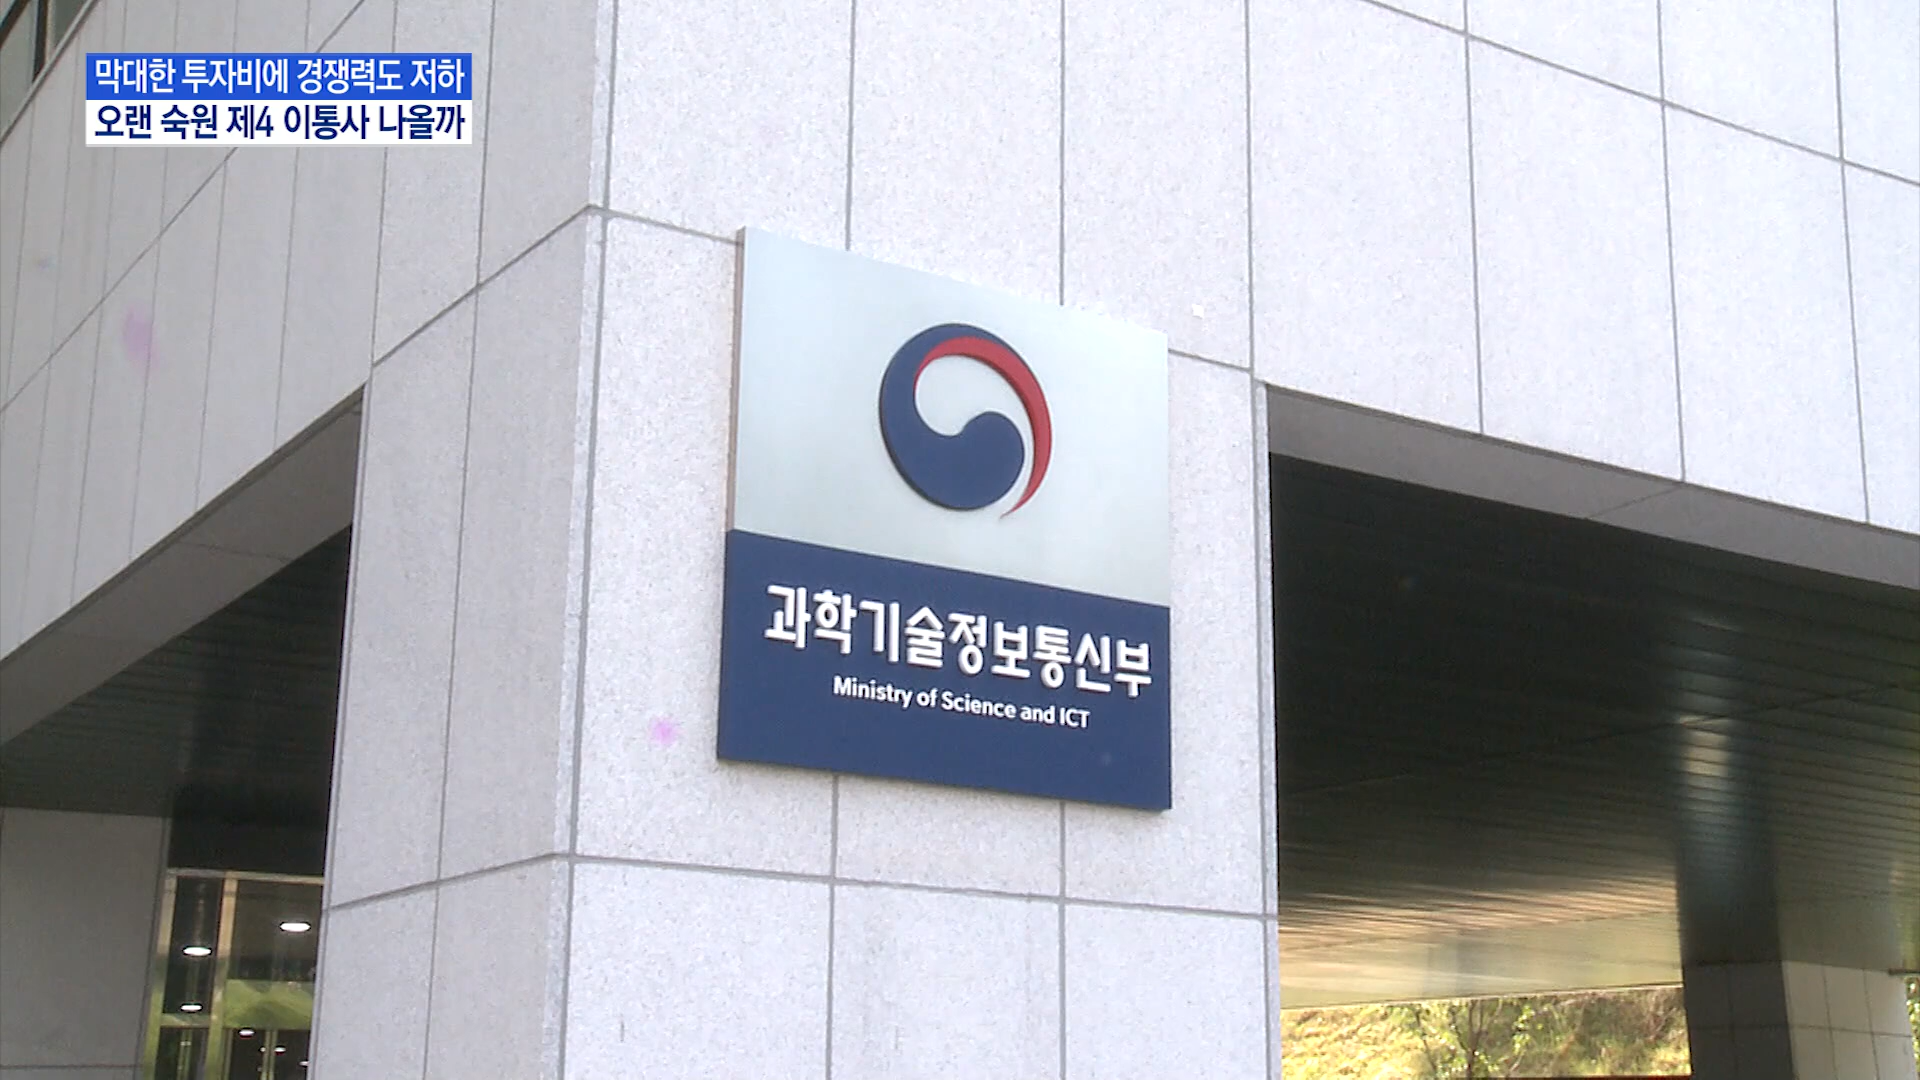 막대한 투자비에 경쟁력도 저하
오랜 숙원 제4 이통사 나올까
과학기술정보통신부
Ministry of Science and ICT